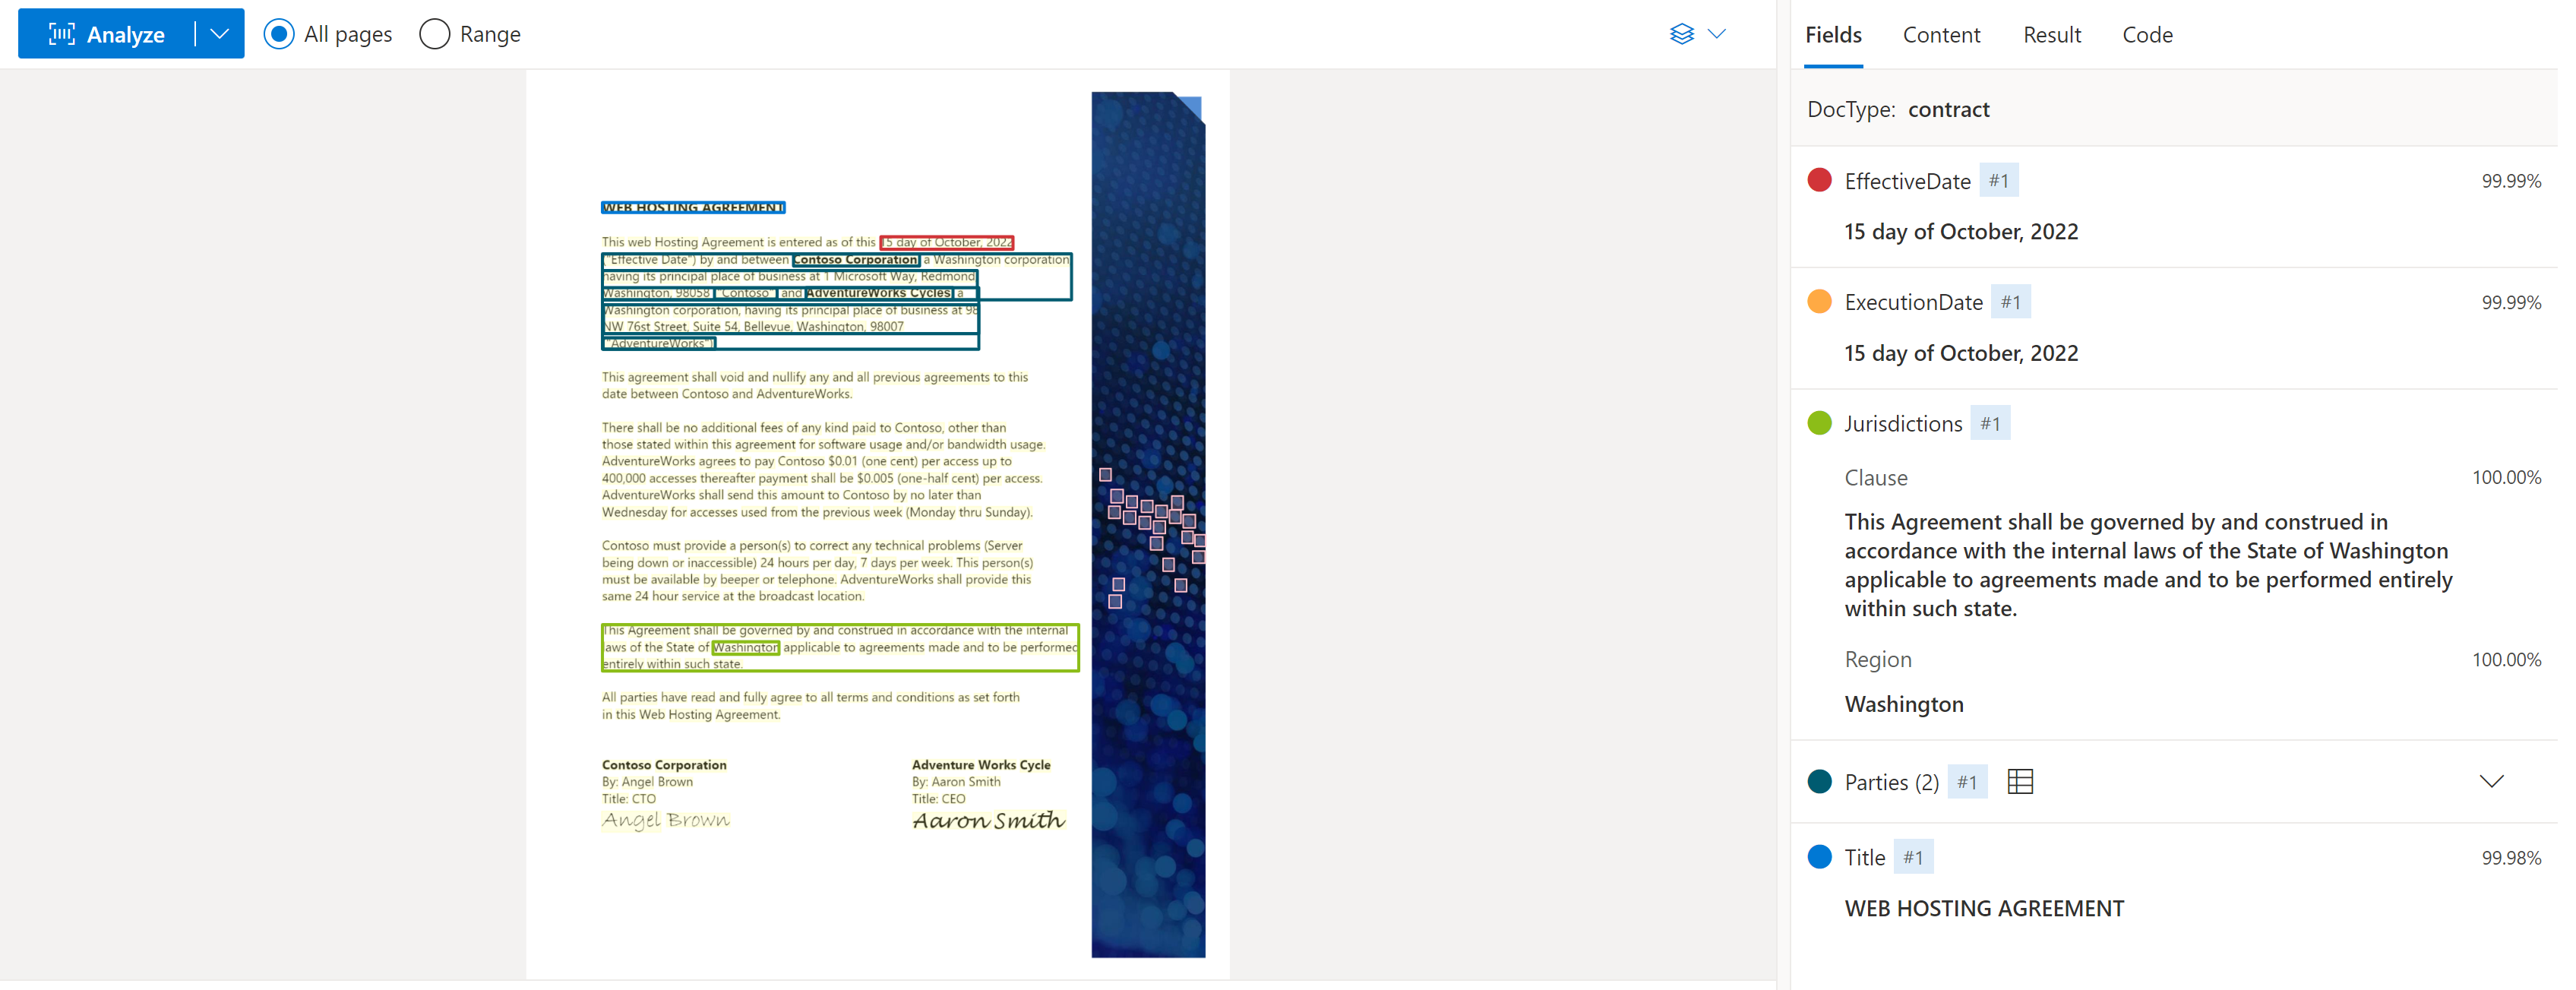 Analyze
All pages
Range
WEB HOSTING AGREEMENT
This web Hosting Agreement is entered as of this 15 day of October, 2022
("Effective Date") by and between Contoso Corporation a Washington corporation
having its principal place of business at 1 Microsoft Way, Redmond
Washington, 98058 "Contoso" and AdventureWorks Cycles a
Washington corporation, having its principal place of business at 98
NW 76st Street, Suite 54, Bellevue, Washington, 98007
"AdventureWorks")
This agreement shall void and nullify any and all previous agreements to this
date between Contoso and AdventureWorks.
There shall be no additional fees of any kind paid to Contoso, other than
those stated within this agreement for software usage and/or bandwidth usage.
AdventureWorks agrees to pay Contoso $0.01 (one cent) per access up to
400,000 accesses thereafter payment shall be $0.005 (one-half cent) per access.
AdventureWorks shall send this amount to Contoso by no later than
Wednesday for accesses used from the previous week (Monday thru Sunday).
Contoso must provide a person(s) to correct any technical problems (Server
being down or inaccessible) 24 hours per day, 7 days per week. This person(s)
must be available by beeper or telephone. AdventureWorks shall provide this
same 24 hour service at the broadcast location.
This Agreement shall be governed by and construed in accordance with the internal
laws of the State of Washington applicable to agreements made and to be performed
entirely within such state.
All parties have read and fully agree to all terms and conditions as set forth
in this Web Hosting Agreement.
Contoso Corporation
By: Angel Brown
Title: CTO
Angel Brown
Adventure Works Cycle
By: Aaron Smith
Title: CEO
Aaron Smith
Fields Content Result Code
DocType: contract
EffectiveDate #1 99.99%
15 day of October, 2022
ExecutionDate #1 99.99%
15 day of October, 2022
Jurisdictions #1
Clause 100.00%
This Agreement shall be governed by and construed in
accordance with the internal laws of the State of Washington
applicable to agreements made and to be performed entirely
within such state.
Region 100.00%
Washington
Parties (2) #1
Title #1 99.98%
WEB HOSTING AGREEMENT